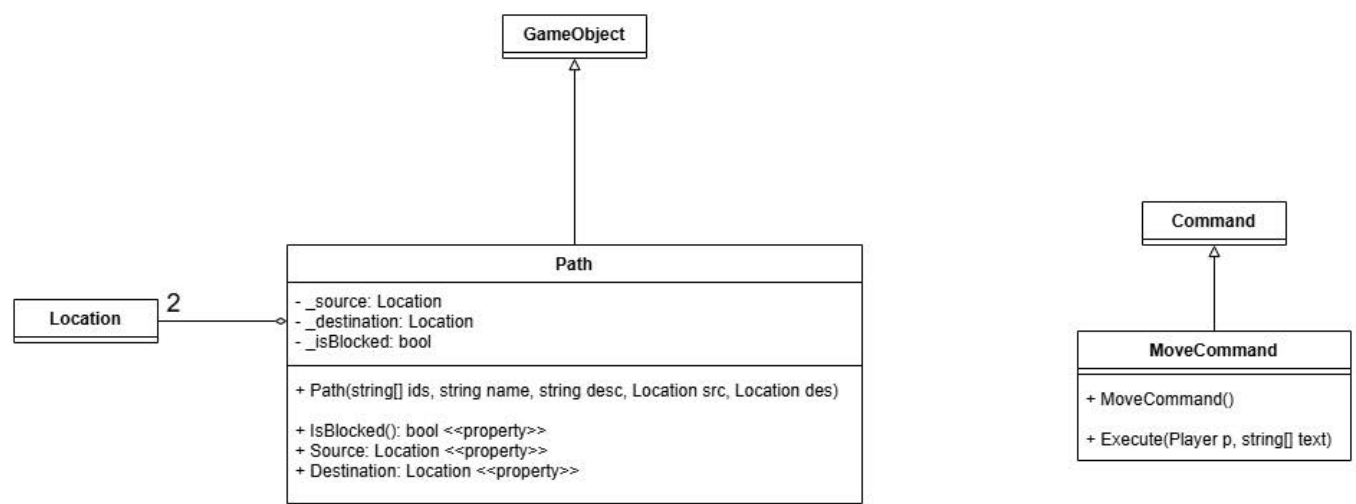 GameObject
Command
Path
- _source: Location
- _destination: Location
- _isBlocked: bool
2
Location
+ Path(string[] ids, string name, string desc, Location src, Location des)
+ IsBlocked(): bool <<property>>
+ Source: Location <<property>>
+ Destination: Location <<property>>
MoveCommand
+ MoveCommand()
+ Execute(Player p, string[] text)